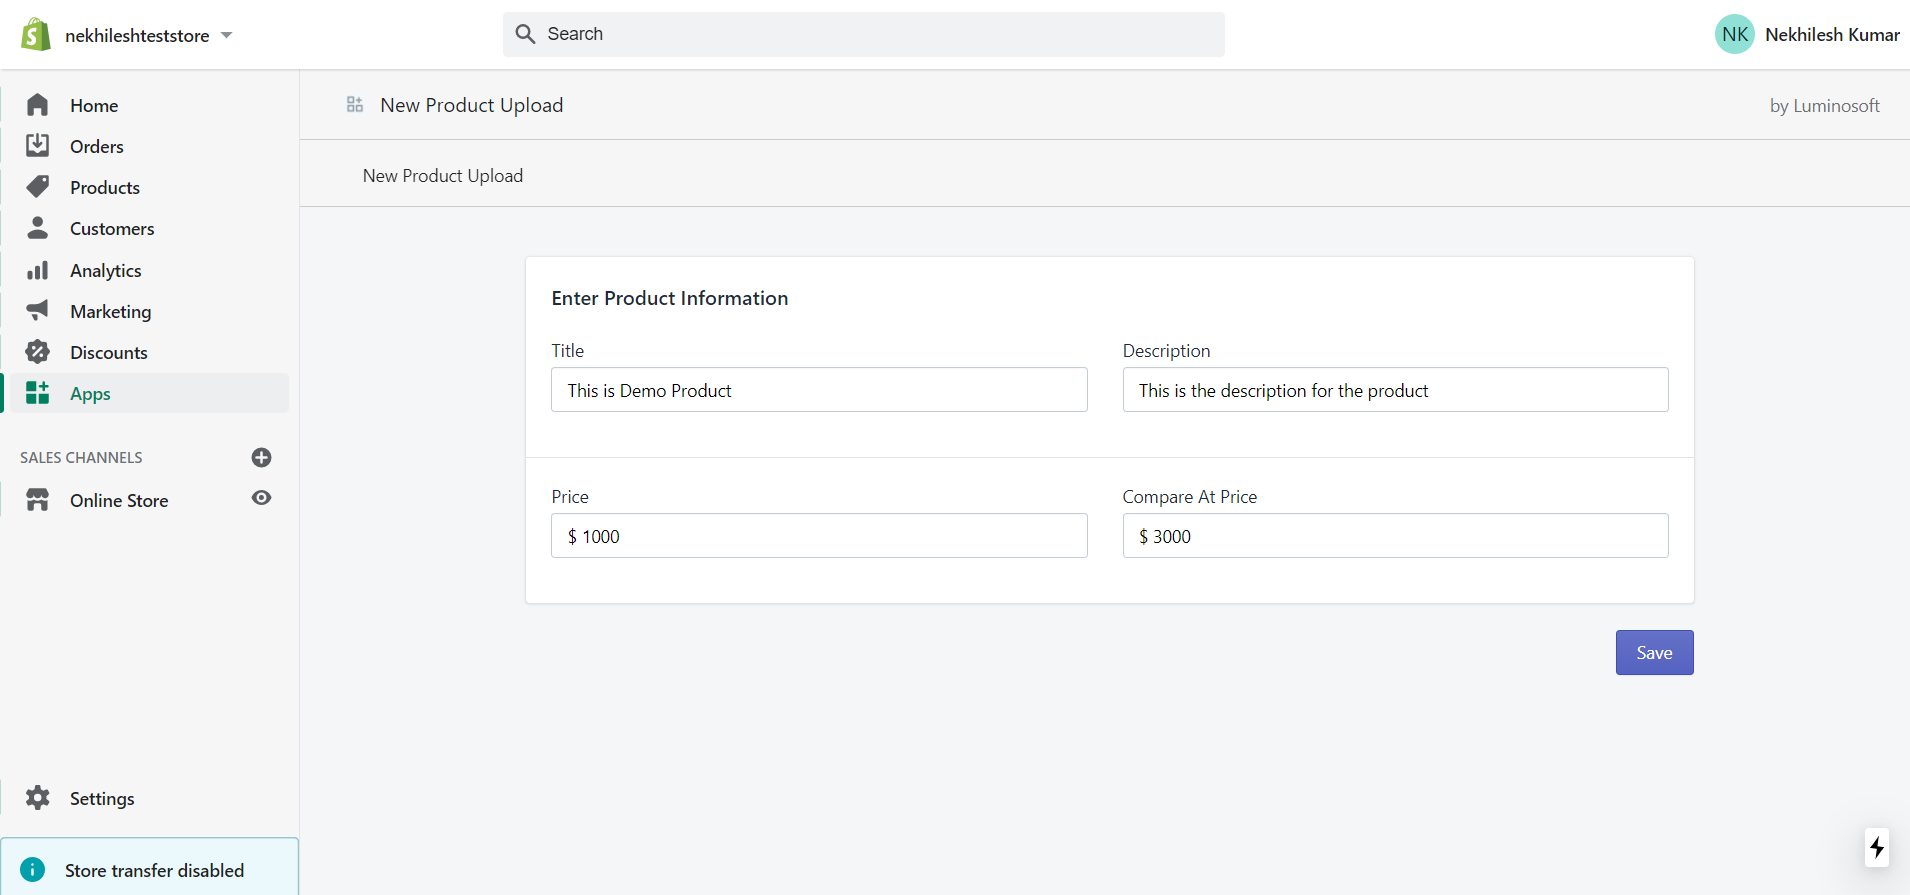 nekhileshteststore
Search
NK Nekhilesh Kumar
Home
Orders
Products
Customers
Analytics
Marketing
Discounts
Apps
SALES CHANNELS
Online Store
Settings
Store transfer disabled
New Product Upload
by Luminosoft
New Product Upload
Enter Product Information
Title
This is Demo Product
Description
This is the description for the product
Price
$ 1000
Compare At Price
$ 3000
Save